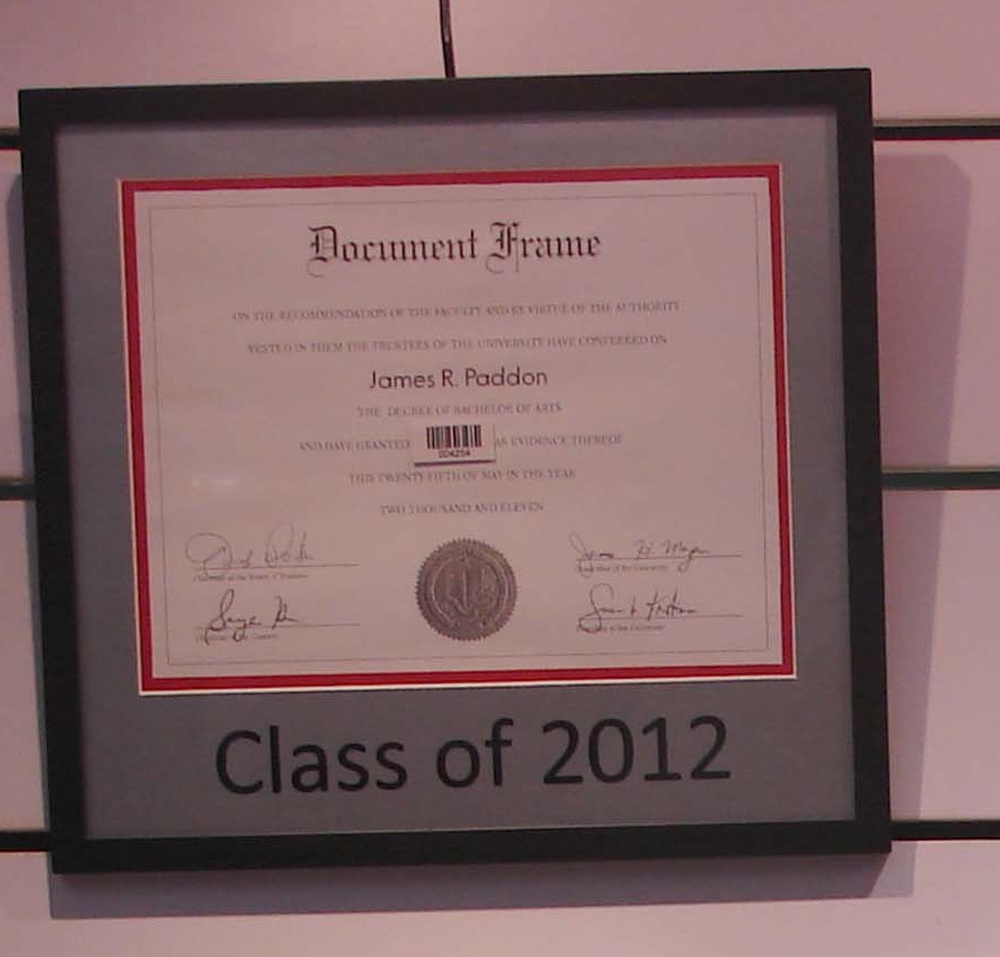 Document Frame
ON THE RECOMMENDATION OF THE FACULTY AND BY VIRTUE OF THE AUTHORITY
VESTED IN THEM THE TRUSTEES OF THE UNIVERSITY HAVE CONFERRED ON
James R. Paddon
THE DEGREE OF BACHELOR OF ARTS
AND HAVE GRANTED AS EVIDENCE THEREOF
004254
THIS TWENTY FIFTH OF MAY IN THE YEAR
TWO THOUSAND AND ELEVEN
Class of 2012